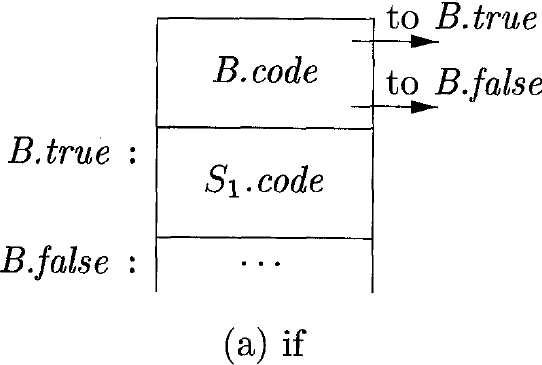 to B.true
B.code
to B.false
B.true :
S₁.code
B.false :
...
(a) if